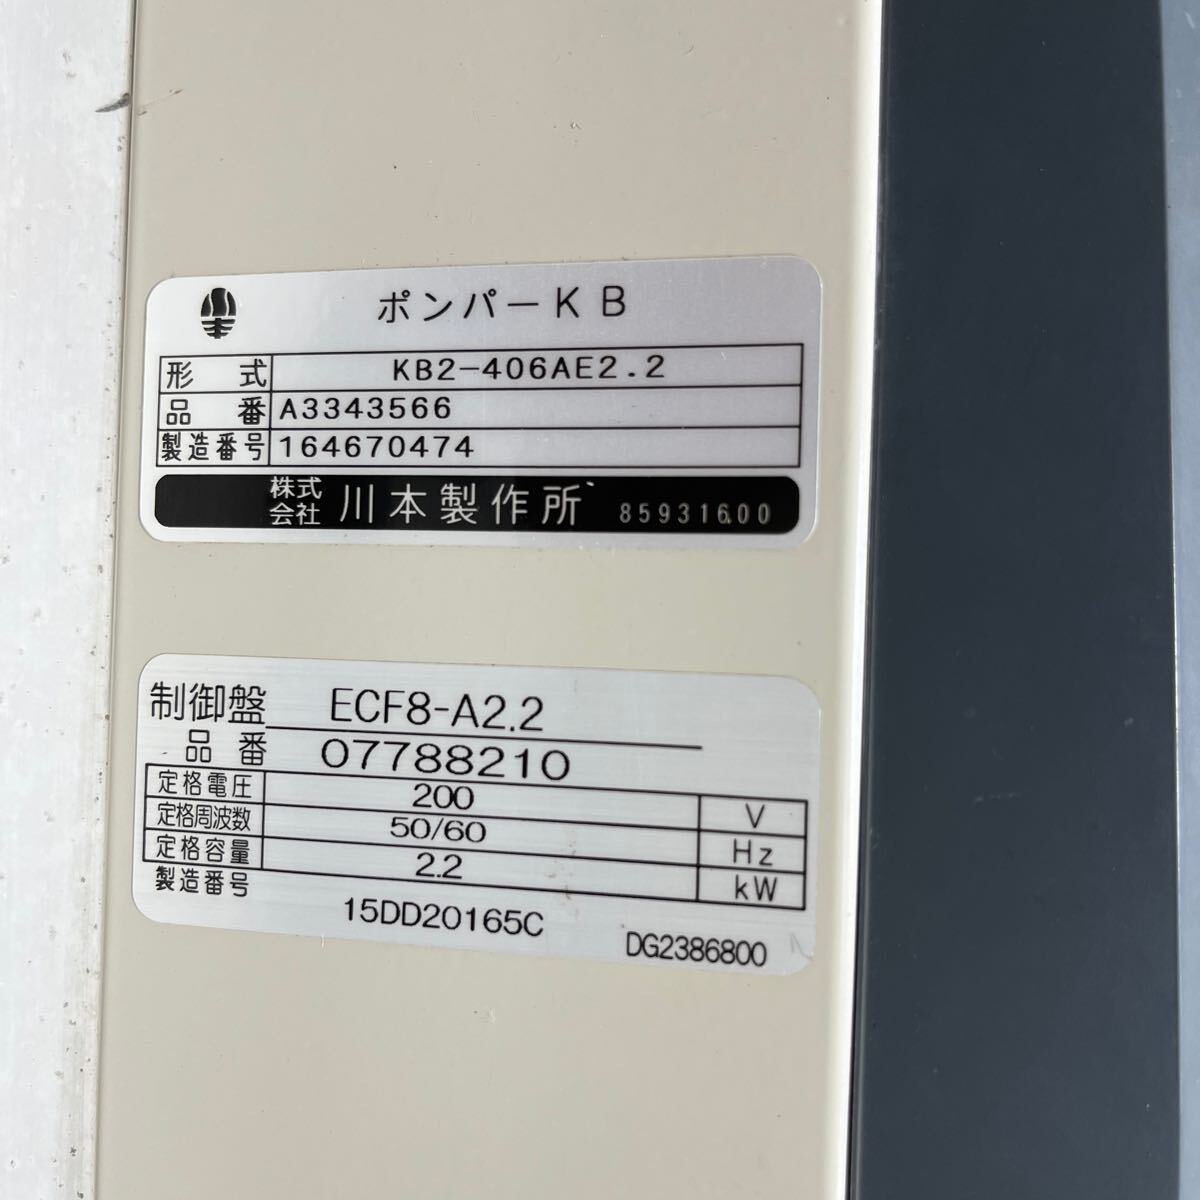 ポンパーKB
形式 KB2-406AE2.2
品番 A3343566
製造番号 164670474
株式会社 川本製作所 85931600
制御盤 ECF8-A2.2
品番 07788210
定格電圧 200 V
定格周波数 50/60 Hz
定格容量 2.2 kW
製造番号 15DD20165C
DG2386800